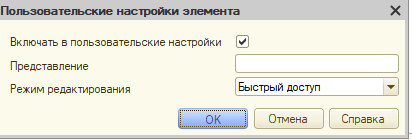 Пользовательские настройки элемента
Включать в пользовательские настройки
Представление
Режим редактирования Быстрый доступ
OK Отмена Справка